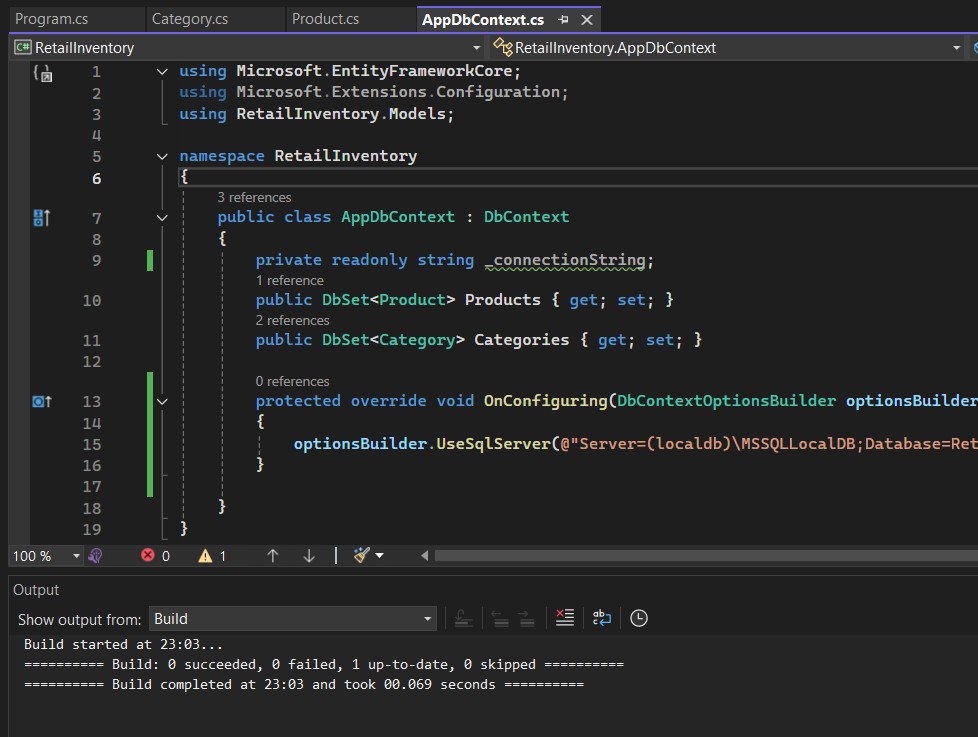 Program.cs Category.cs Product.cs AppDbContext.cs
C# RetailInventory RetailInventory.AppDbContext
1 using Microsoft.EntityFrameworkCore;
2 using Microsoft.Extensions.Configuration;
3 using RetailInventory.Models;
4
5 namespace RetailInventory
6 {
3 references
7 public class AppDbContext : DbContext
8 {
9 private readonly string _connectionString;
1 reference
10 public DbSet<Product> Products { get; set; }
2 references
11 public DbSet<Category> Categories { get; set; }
12
0 references
13 protected override void OnConfiguring(DbContextOptionsBuilder optionsBuilder
14 {
15 optionsBuilder.UseSqlServer(@"Server=(localdb)\MSSQLLocalDB;Database=Ret
16 }
17
18 }
19 }
100 % 0 1
Output
Show output from: Build
Build started at 23:03...
========== Build: 0 succeeded, 0 failed, 1 up-to-date, 0 skipped ==========
========== Build completed at 23:03 and took 00.069 seconds ==========